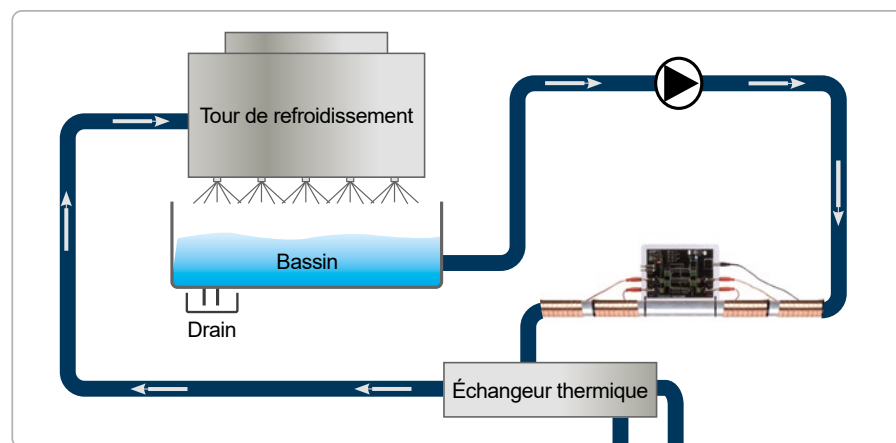 Tour de refroidissement
Bassin
Drain
Échangeur thermique